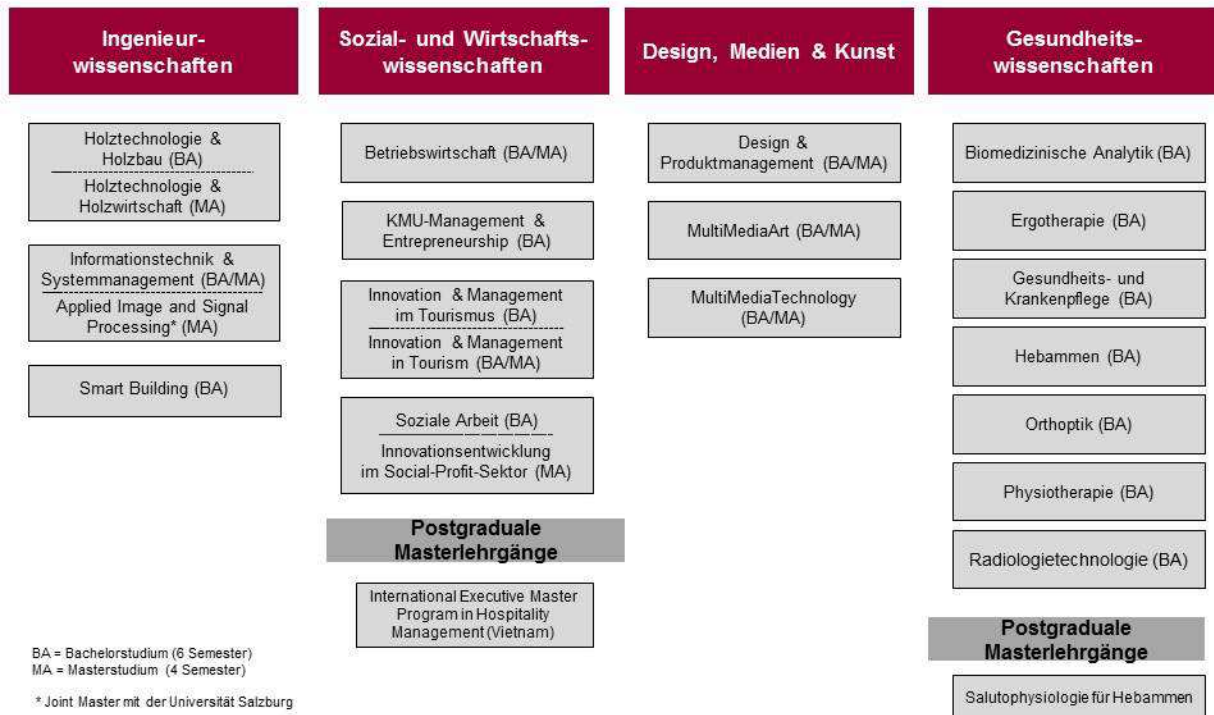 Ingenieur-
wissenschaften
Holztechnologie &
Holzbau (BA)
Holztechnologie &
Holzwirtschaft (MA)
Informationstechnik &
Systemmanagement (BA/MA)
Applied Image and Signal
Processing* (MA)
Smart Building (BA)
Sozial- und Wirtschafts-
wissenschaften
Betriebswirtschaft (BA/MA)
KMU-Management &
Entrepreneurship (BA)
Innovation & Management
im Tourismus (BA)
Innovation & Management
in Tourism (BA/MA)
Soziale Arbeit (BA)
Innovationsentwicklung
im Social-Profit-Sektor (MA)
Postgraduale
Masterlehrgänge
International Executive Master
Program in Hospitality
Management (Vietnam)
Design, Medien & Kunst
Design &
Produktmanagement (BA/MA)
MultiMediaArt (BA/MA)
MultiMediaTechnology
(BA/MA)
Gesundheits-
wissenschaften
Biomedizinische Analytik (BA)
Ergotherapie (BA)
Gesundheits- und
Krankenpflege (BA)
Hebammen (BA)
Orthoptik (BA)
Physiotherapie (BA)
Radiologietechnologie (BA)
Postgraduale
Masterlehrgänge
Salutophysiologie für Hebammen
BA = Bachelorstudium (6 Semester)
MA = Masterstudium (4 Semester)
* Joint Master mit der Universität Salzburg